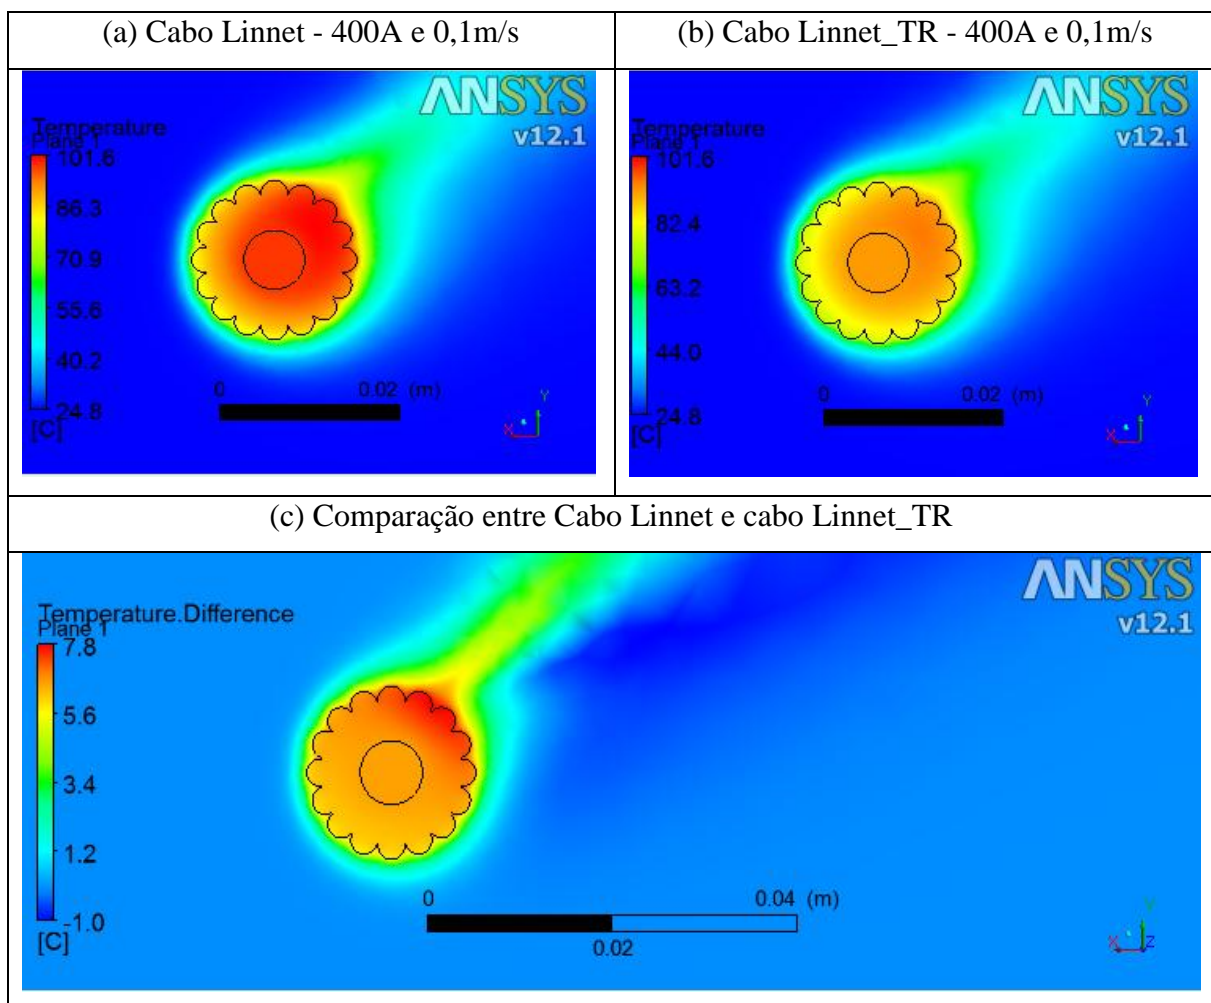 (a) Cabo Linnet - 400A e 0,1m/s
(b) Cabo Linnet_TR - 400A e 0,1m/s
ANSYS
v12.1
Temperature
Plane 1
101.6
86.3
70.9
55.6
40.2
24.8
[C]
0
0.02 (m)
Y
X
ANSYS
v12.1
Temperature
Plane 1
101.6
82.4
63.2
44.0
24.8
[C]
0
0.02 (m)
Y
X
(c) Comparação entre Cabo Linnet e cabo Linnet_TR
ANSYS
v12.1
Temperature.Difference
Plane 1
7.8
5.6
3.4
1.2
-1.0
[C]
0
0.04 (m)
0.02
Y
X
Z